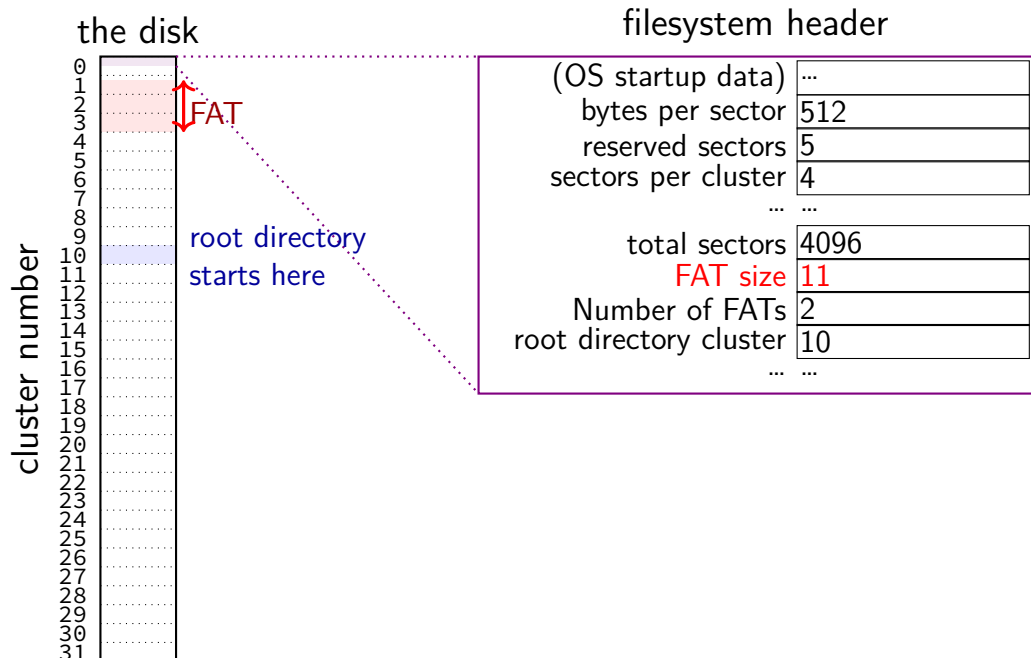 the disk
filesystem header
cluster number
0
1
2
3
4
5
6
7
8
9
10
11
12
13
14
15
16
17
18
19
20
21
22
23
24
25
26
27
28
29
30
31
FAT
root directory
starts here
(OS startup data) …
bytes per sector 512
reserved sectors 5
sectors per cluster 4
… …
total sectors 4096
FAT size 11
Number of FATs 2
root directory cluster 10
… …